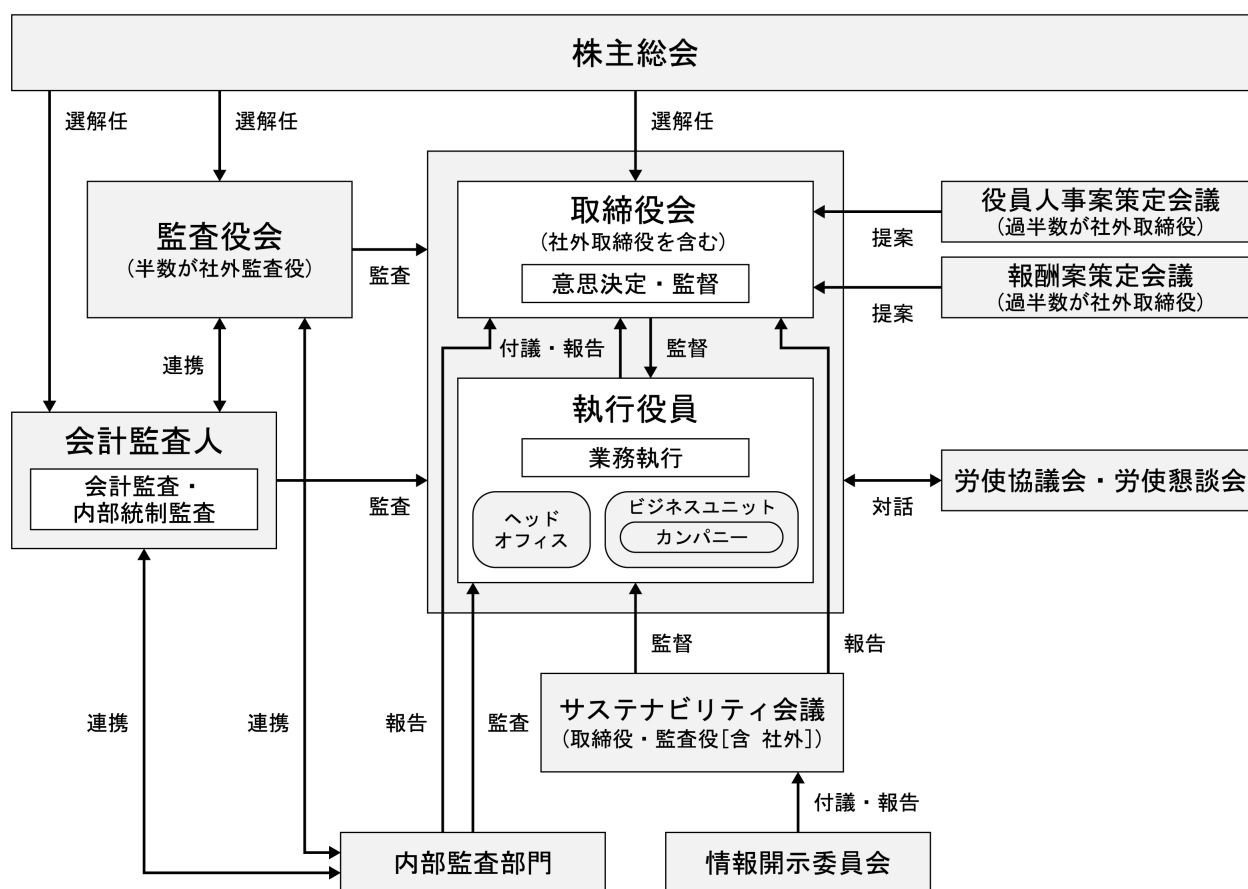 株主総会
選解任
選解任
選解任
監査役会
(半数が社外監査役)
監査
取締役会
(社外取締役を含む)
意思決定・監督
役員人事案策定会議
(過半数が社外取締役)
提案
報酬案策定会議
(過半数が社外取締役)
提案
連携
付議・報告
監督
執行役員
業務執行
ヘッド
オフィス
ビジネスユニット
カンパニー
会計監査人
会計監査・
内部統制監査
監査
対話
労使協議会・労使懇談会
監督
報告
サステナビリティ会議
(取締役・監査役[含 社外])
連携
連携
報告
監査
付議・報告
内部監査部門
情報開示委員会